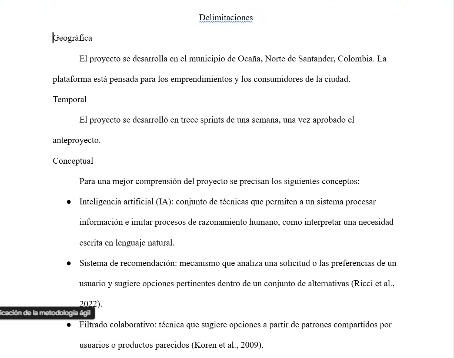 Delimitaciones
Geográfica
El proyecto se desarrolla en el municipio de Ocaña, Norte de Santander, Colombia. La
plataforma está pensada para los emprendimientos y los consumidores de la ciudad.
Temporal
El proyecto se desarrolló en trece sprints de una semana, una vez aprobado el
anteproyecto.
Conceptual
Para una mejor comprensión del proyecto se precisan los siguientes conceptos:
● Inteligencia artificial (IA): conjunto de técnicas que permiten a un sistema procesar
información e imitar procesos de razonamiento humano, como interpretar una necesidad
escrita en lenguaje natural.
● Sistema de recomendación: mecanismo que analiza una solicitud o las preferencias de un
usuario y sugiere opciones pertinentes dentro de un conjunto de alternativas (Ricci et al.,
2022).
icación de la metodología ágil
● Filtrado colaborativo: técnica que sugiere opciones a partir de patrones compartidos por
usuarios o productos parecidos (Koren et al., 2009).